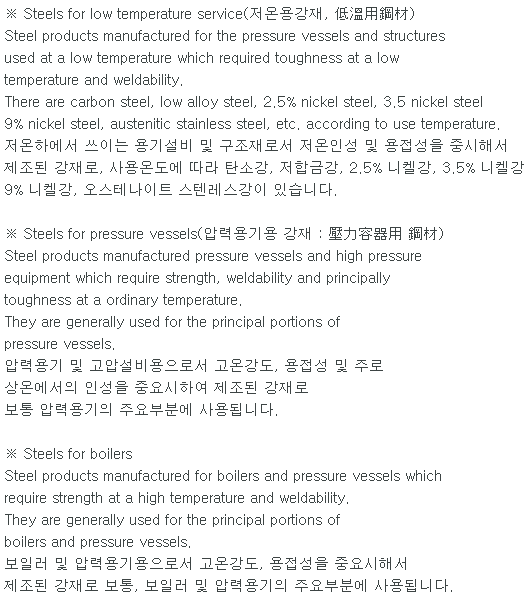 ※ Steels for low temperature service(저온용강재, 低溫用鋼材)
Steel products manufactured for the pressure vessels and structures
used at a low temperature which required toughness at a low
temperature and weldability.
There are carbon steel, low alloy steel, 2.5% nickel steel, 3.5 nickel steel
9% nickel steel, austenitic stainless steel, etc. according to use temperature.
저온하에서 쓰이는 용기설비 및 구조재로서 저온인성 및 용접성을 중시해서
제조된 강재로, 사용온도에 따라 탄소강, 저합금강, 2.5% 니켈강, 3.5% 니켈강
9% 니켈강, 오스테나이트 스텐레스강이 있습니다.
※ Steels for pressure vessels(압력용기용 강재 : 壓力容器用 鋼材)
Steel products manufactured pressure vessels and high pressure
equipment which require strength, weldability and principally
toughness at a ordinary temperature.
They are generally used for the principal portions of
pressure vessels.
압력용기 및 고압설비용으로서 고온강도, 용접성 및 주로
상온에서의 인성을 중요시하여 제조된 강재로
보통 압력용기의 주요부분에 사용됩니다.
※ Steels for boilers
Steel products manufactured for boilers and pressure vessels which
require strength at a high temperature and weldability.
They are generally used for the principal portions of
boilers and pressure vessels.
보일러 및 압력용기용으로서 고온강도, 용접성을 중요시해서
제조된 강재로 보통, 보일러 및 압력용기의 주요부분에 사용됩니다.